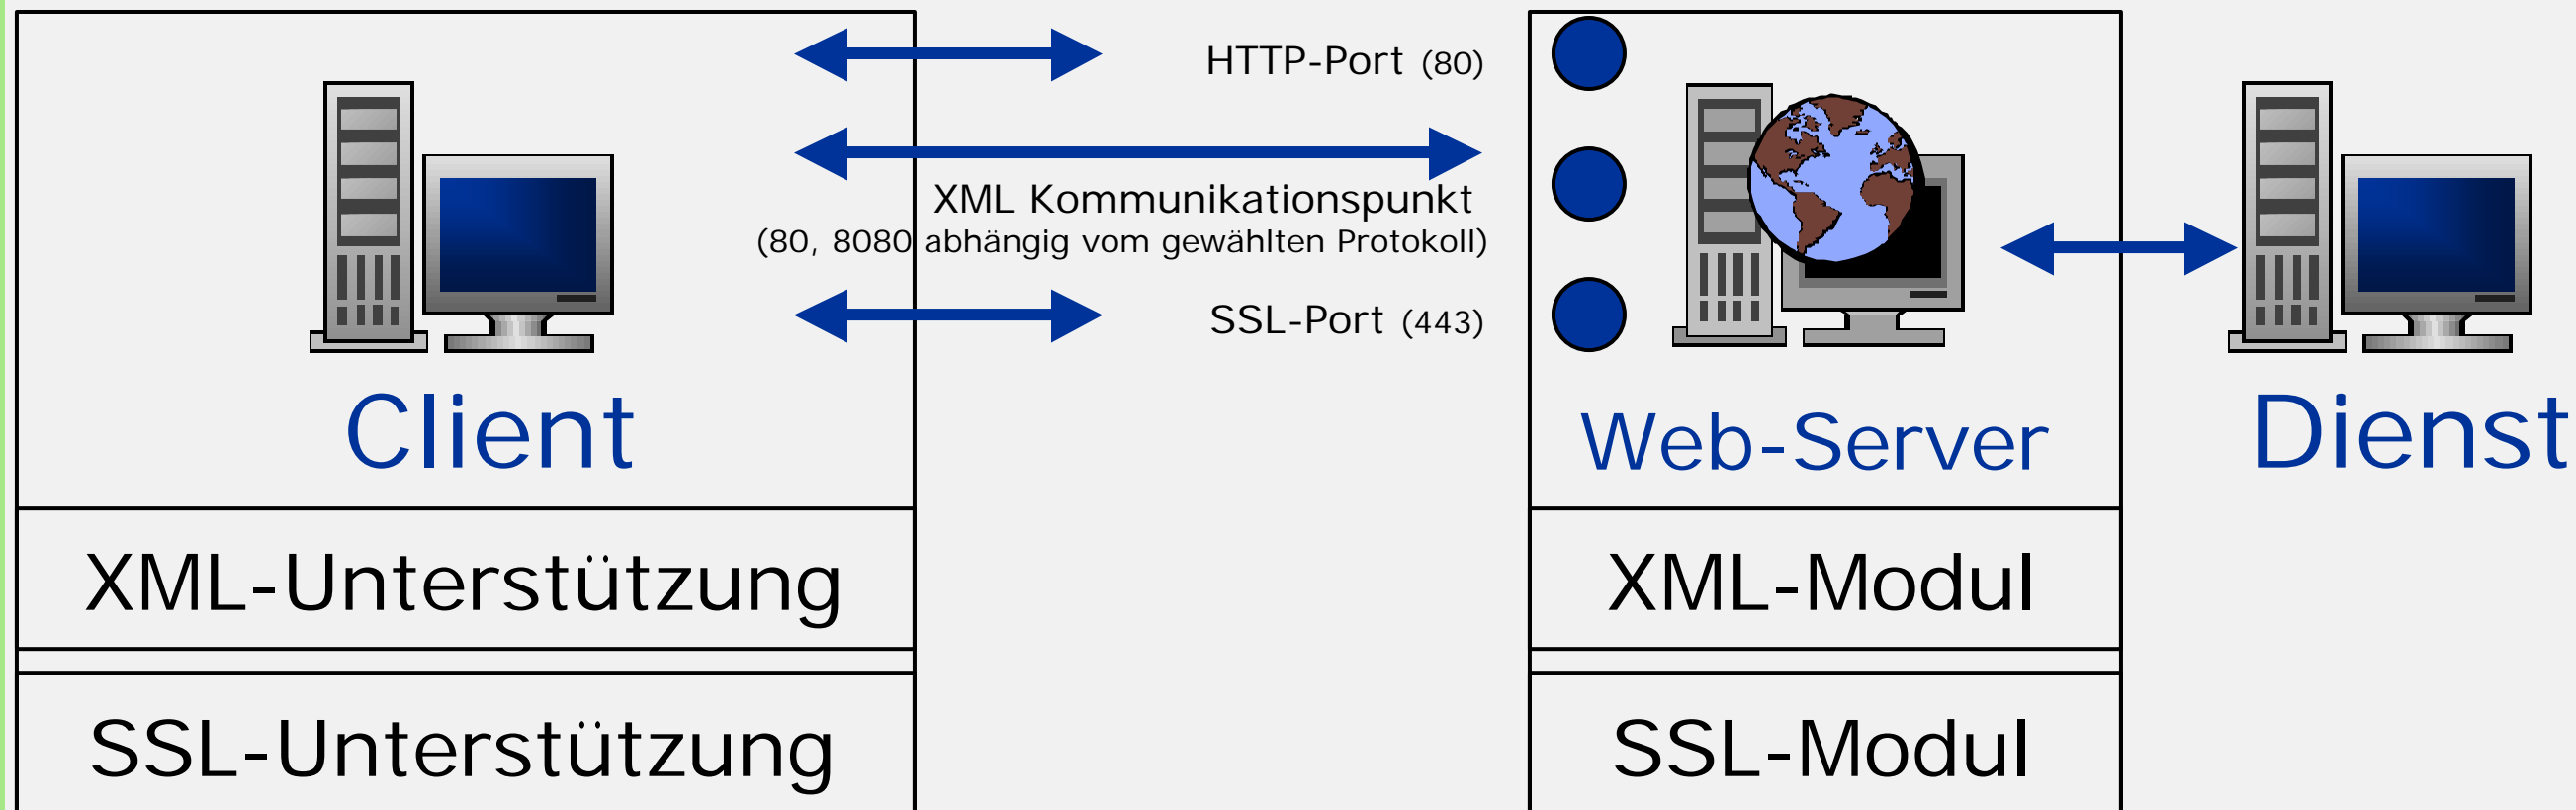 HTTP-Port (80)
XML Kommunikationspunkt
(80, 8080 abhängig vom gewählten Protokoll)
SSL-Port (443)
Client
Web-Server
Dienst
XML-Unterstützung
XML-Modul
SSL-Unterstützung
SSL-Modul